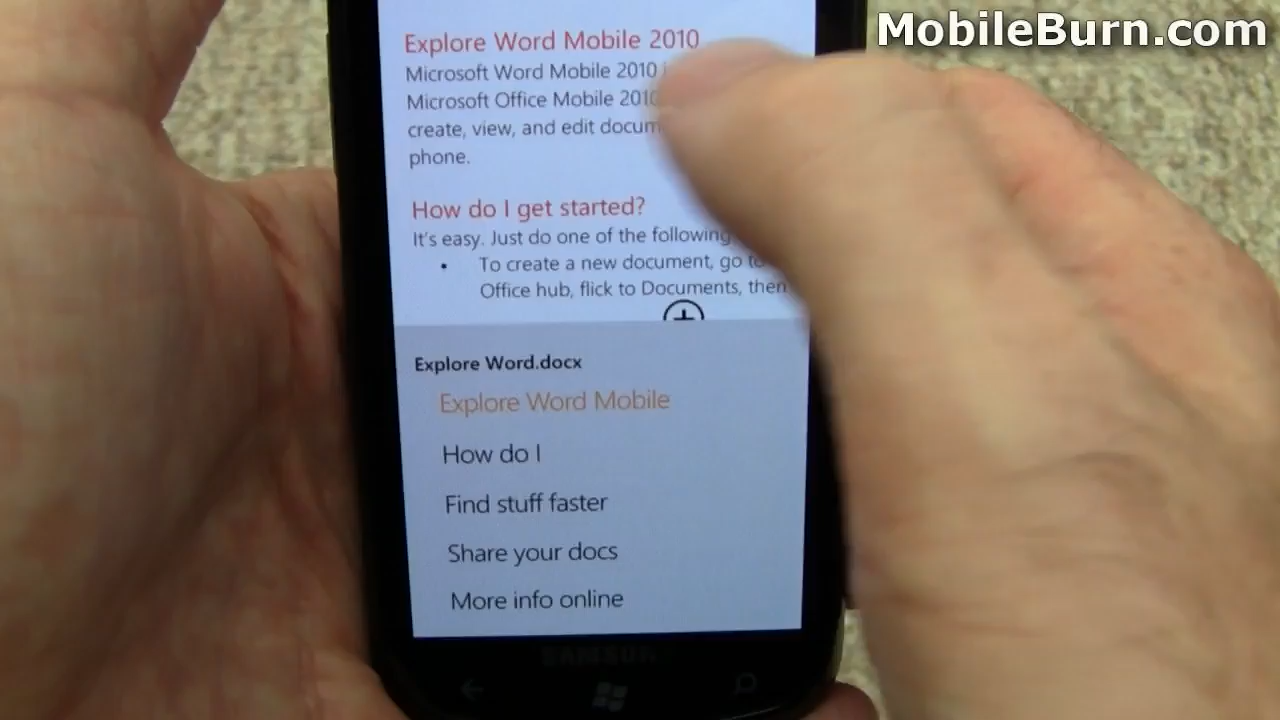 MobileBurn.com
Explore Word Mobile 2010
Microsoft Word Mobile 2010
Microsoft Office Mobile 2010
create, view, and edit
phone.
How do I get started?
It's easy. Just do one of the following
• To create a new document, go to
Office hub, flick to Documents, then
Explore Word.docx
Explore Word Mobile
How do I
Find stuff faster
Share your docs
More info online
SAMSUNG